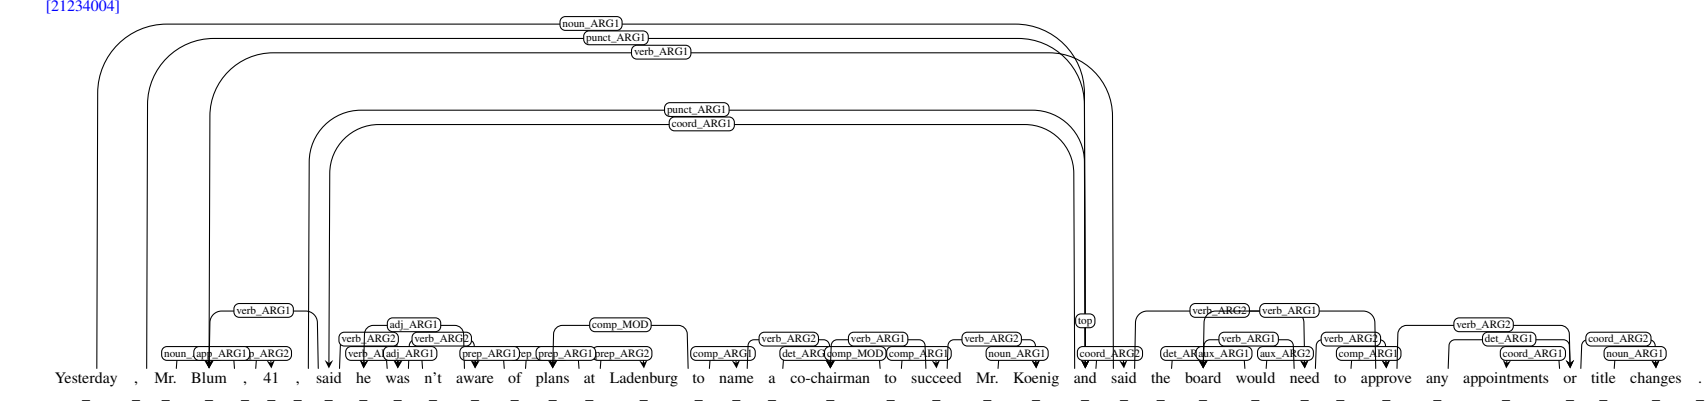 [21234004]
noun_ARG1
punct_ARG1
verb_ARG1
punct_ARG1
coord_ARG1
verb_ARG1 verb_ARG2 verb_ARG1
top
adj_ARG1 comp_MOD verb_ARG2
verb_ARG2 verb_ARG2 verb_ARG2 verb_ARG1 verb_ARG2 verb_ARG1 verb_ARG2 det_ARG1 coord_ARG2
app_ARG1 adj_ARG1 prep_ARG1 prep_ARG1 prep_ARG2 comp_ARG1 comp_MOD comp_ARG1 noun_ARG1 coord_ARG2 aux_ARG1 aux_ARG2 comp_ARG1 coord_ARG1 noun_ARG1
Yesterday , Mr. Blum , 41 , said he was n't aware of plans at Ladenburg to name a co-chairman to succeed Mr. Koenig and said the board would need to approve any appointments or title changes .